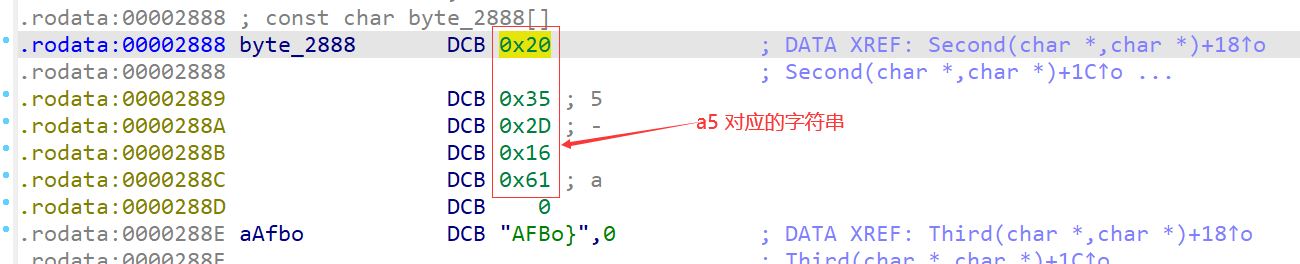 .rodata:00002888 ; const char byte_2888[]
.rodata:00002888 byte_2888 DCB 0x20 ; DATA XREF: Second(char *,char *)+18↑o
.rodata:00002888 ; Second(char *,char *)+1C↑o ...
.rodata:00002889 DCB 0x35 ; 5
.rodata:0000288A DCB 0x2D ; -
.rodata:0000288B DCB 0x16
.rodata:0000288C DCB 0x61 ; a
a5 对应的字符串
.rodata:0000288D DCB 0
.rodata:0000288E aAfbo DCB "AFBo}",0 ; DATA XREF: Third(char *,char *)+18↑o
.rodata:0000288E ; Third(char *,char *)+1C↑o